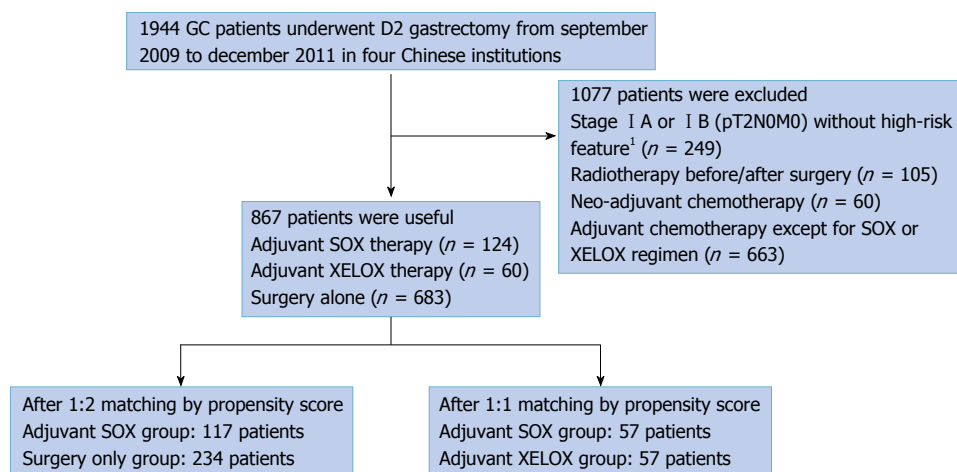 1944 GC patients underwent D2 gastrectomy from september
2009 to december 2011 in four Chinese institutions
1077 patients were excluded
Stage Ⅰ A or Ⅰ B (pT2N0M0) without high-risk
feature¹ (n = 249)
Radiotherapy before/after surgery (n = 105)
Neo-adjuvant chemotherapy (n = 60)
Adjuvant chemotherapy except for SOX or
XELOX regimen (n = 663)
867 patients were useful
Adjuvant SOX therapy (n = 124)
Adjuvant XELOX therapy (n = 60)
Surgery alone (n = 683)
After 1:2 matching by propensity score
Adjuvant SOX group: 117 patients
Surgery only group: 234 patients
After 1:1 matching by propensity score
Adjuvant SOX group: 57 patients
Adjuvant XELOX group: 57 patients